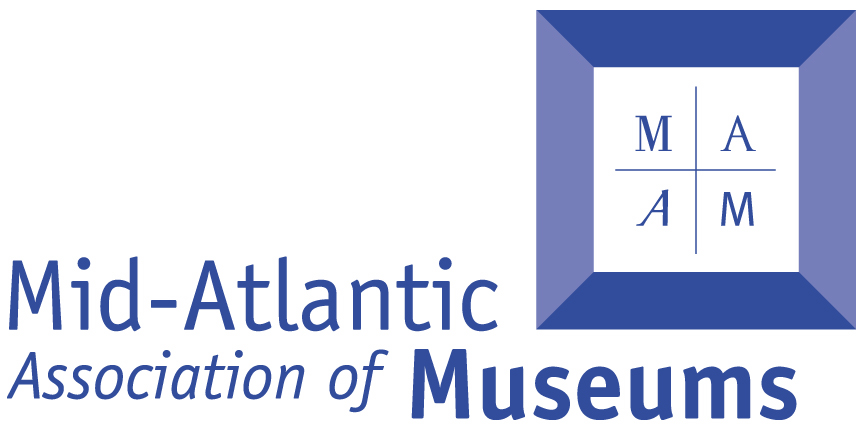 M A
A M
Mid-Atlantic
Association of Museums